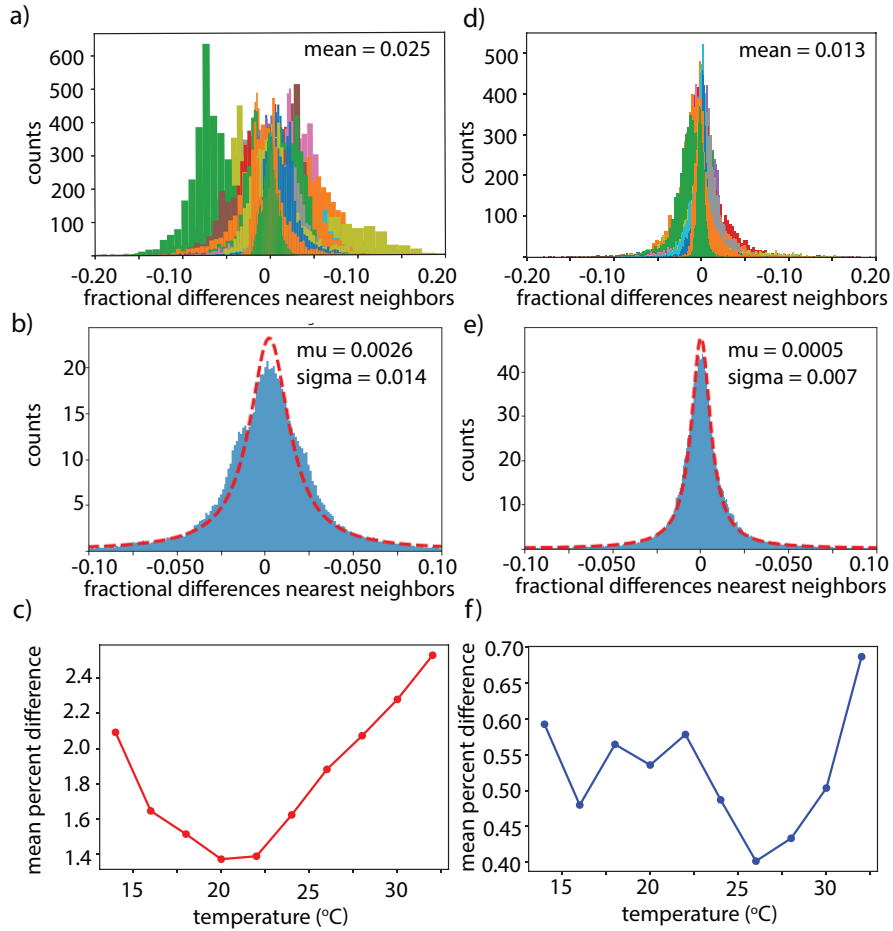 a)
mean = 0.025
600
500
400
300
200
100
counts
-0.20
-0.10
0
-0.10
0.20
fractional differences nearest neighbors
d)
mean = 0.013
500
400
300
200
100
counts
-0.20
-0.10
0
-0.10
0.20
fractional differences nearest neighbors
b)
mu = 0.0026
sigma = 0.014
20
15
10
5
counts
-0.10
-0.050
0
-0.050
0.10
fractional differences nearest neighbors
e)
mu = 0.0005
sigma = 0.007
40
30
20
10
counts
-0.10
-0.050
0
-0.050
0.10
fractional differences nearest neighbors
c)
2.4
2.2
2.0
1.8
1.6
1.4
mean percent difference
15
20
25
30
temperature (°C)
f)
0.70
0.65
0.60
0.55
0.50
0.45
0.40
mean percent difference
15
20
25
30
temperature (°C)